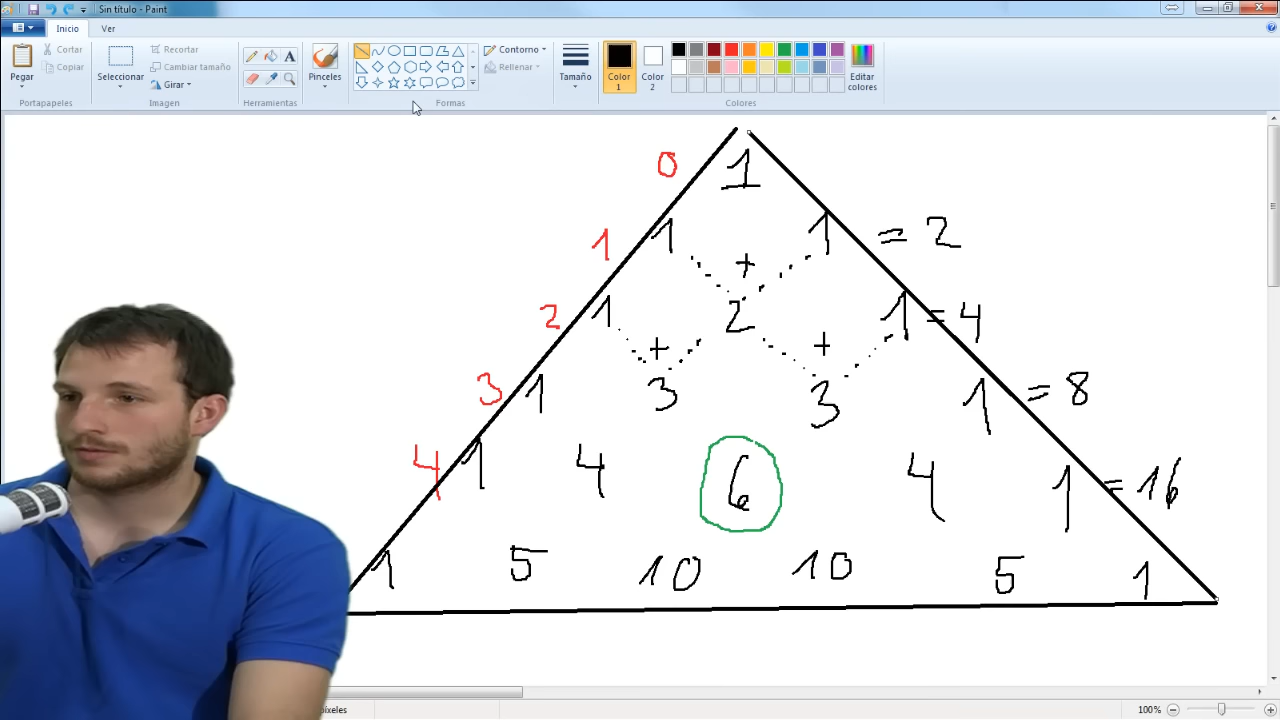 Sin título - Paint
Inicio Ver
Pegar
Cortar
Copiar
Portapapeles
Seleccionar
Recortar
Cambiar tamaño
Girar
Imagen
A
Herramientas
Pinceles
Contorno
Rellenar
Formas
Tamaño
Color 1
Color 2
Editar colores
Colores
0 1
1 1 + 1 = 2
2 1 + 2 + 1 = 4
3 1 3 3 1 = 8
4 1 4 6 4 1 = 16
1 5 10 10 5 1
100%